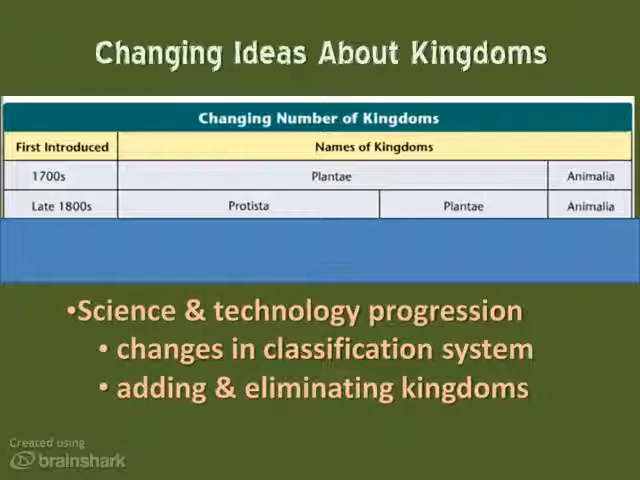 Changing Ideas About Kingdoms
Changing Number of Kingdoms
First Introduced Names of Kingdoms
1700s Plantae Animalia
Late 1800s Protista Plantae Animalia
•Science & technology progression
• changes in classification system
• adding & eliminating kingdoms
Created using
brainshark